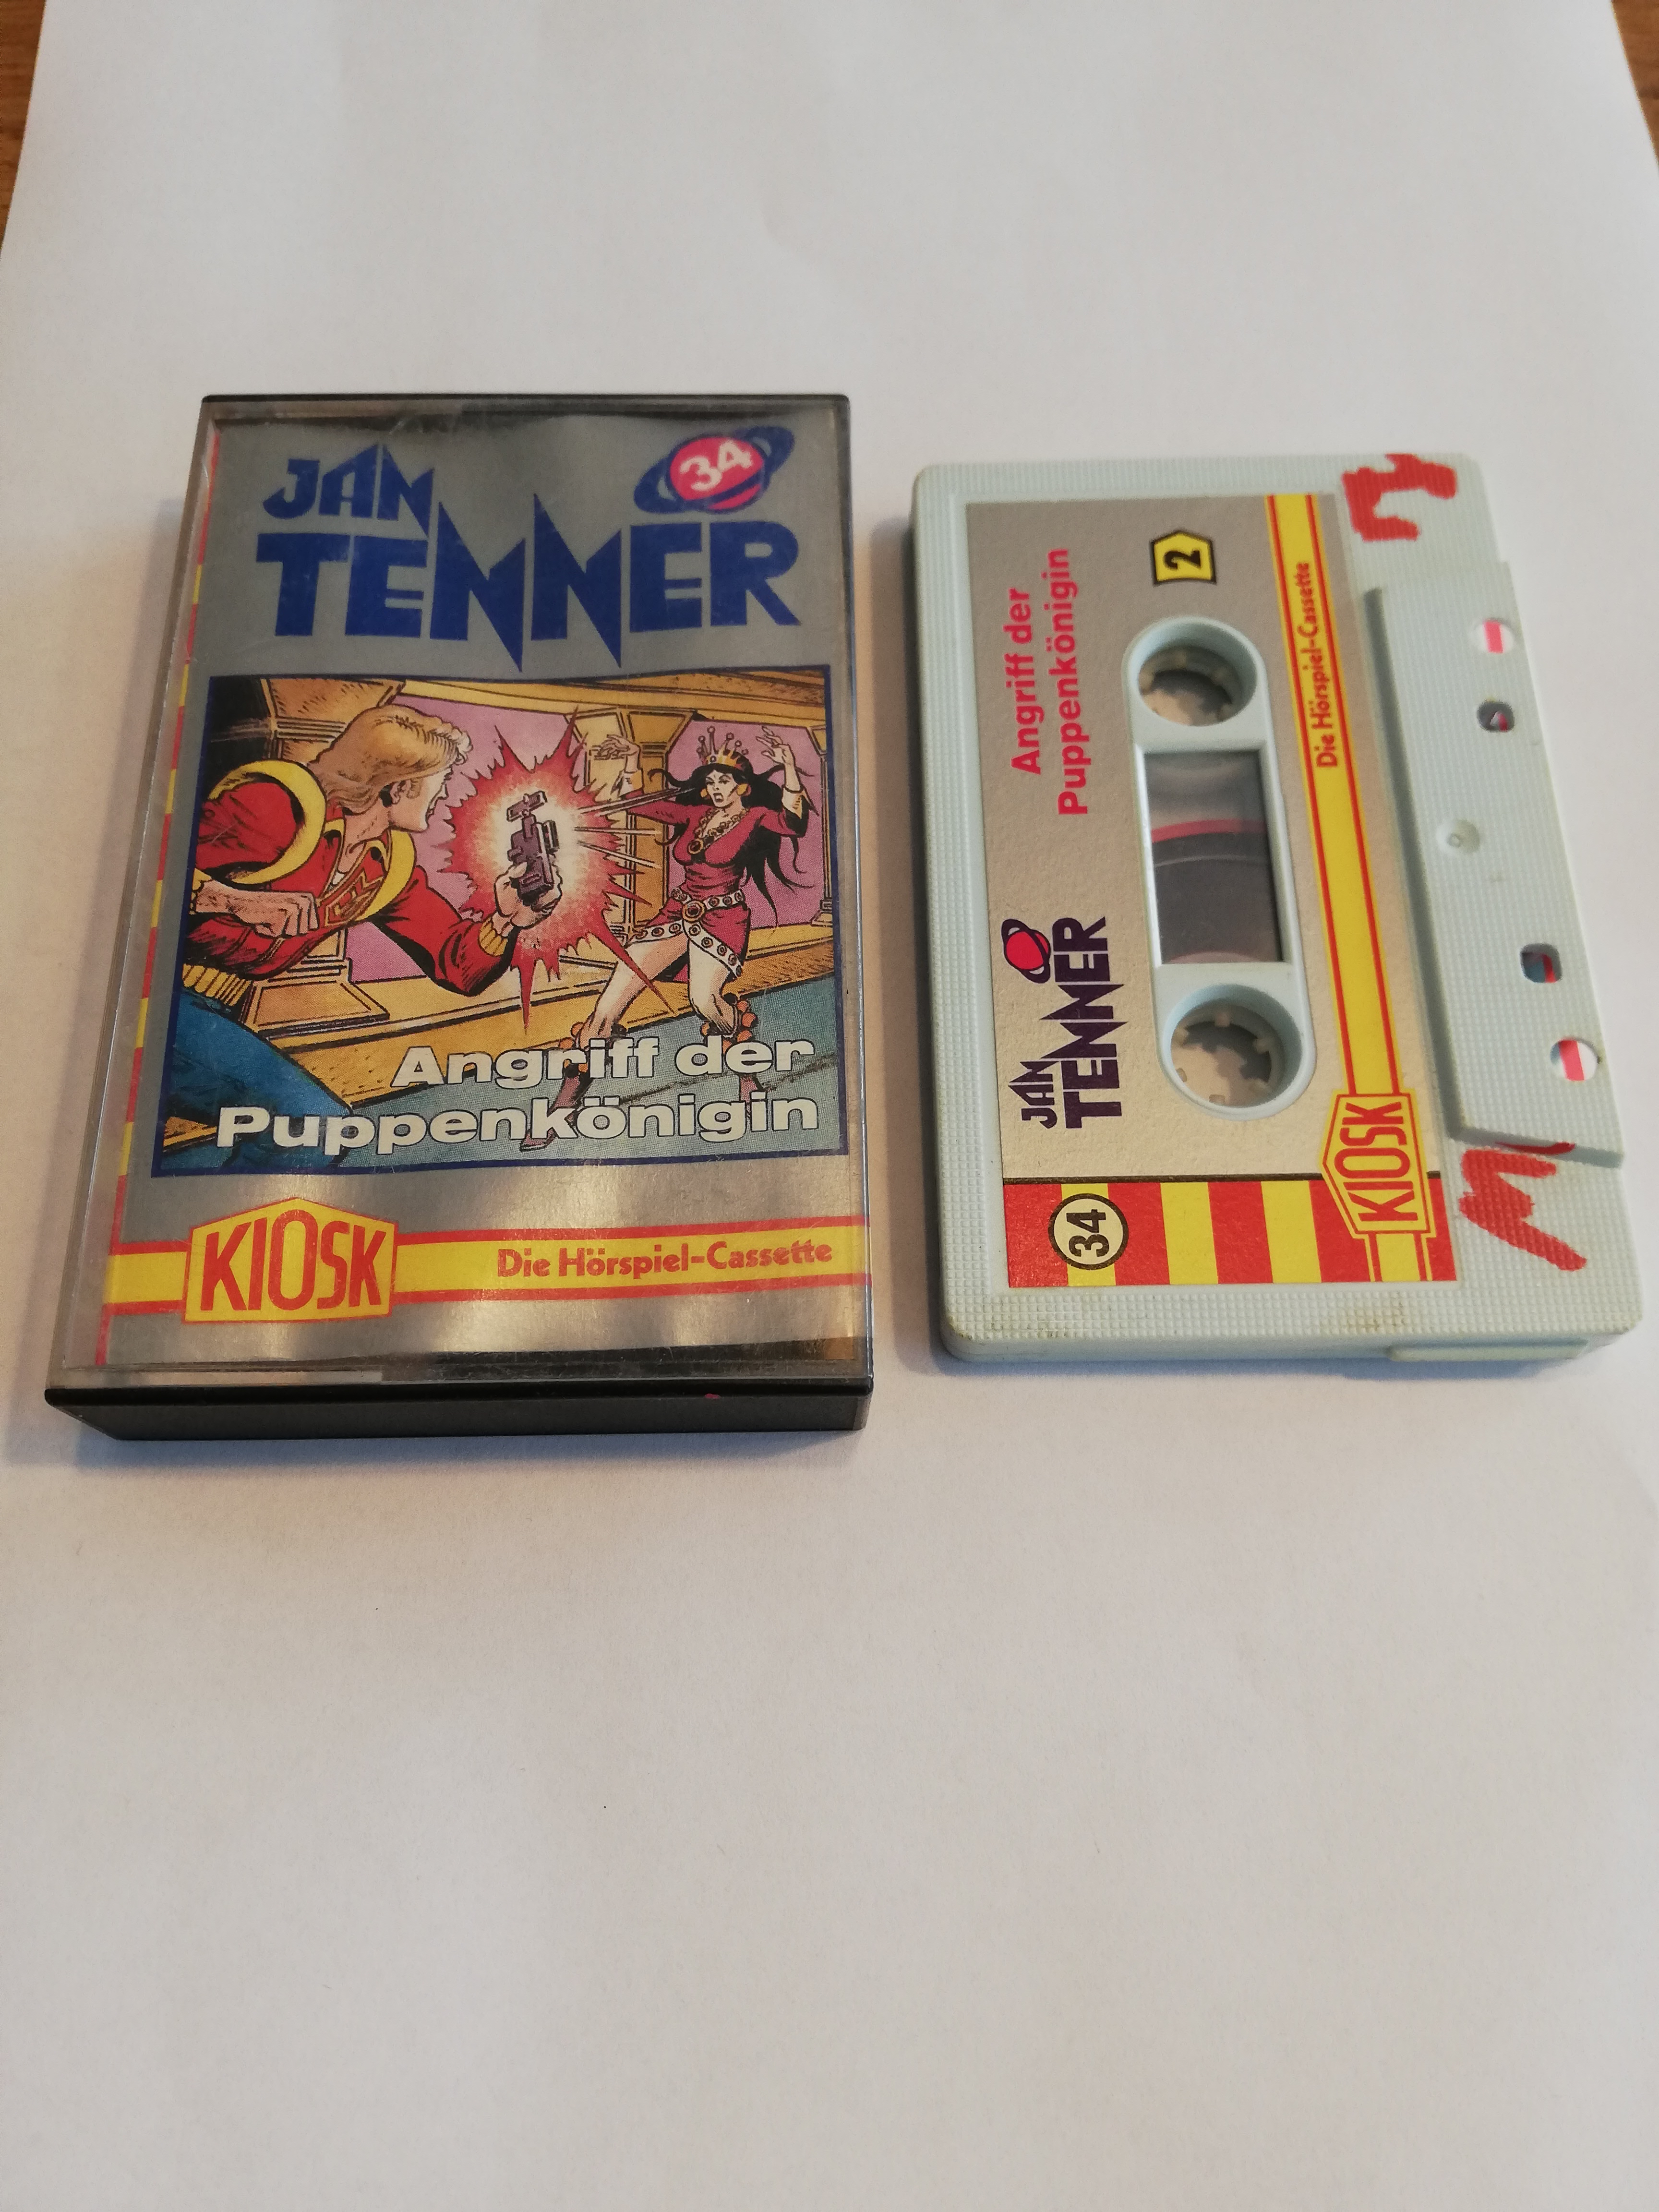 JAN
TENNER
34
Angriff der
Puppenkönigin
KIOSK
Die Hörspiel-Cassette
JAN
TENNER
Angriff der
Puppenkönigin
2
34
KIOSK
Die Hörspiel-Cassette